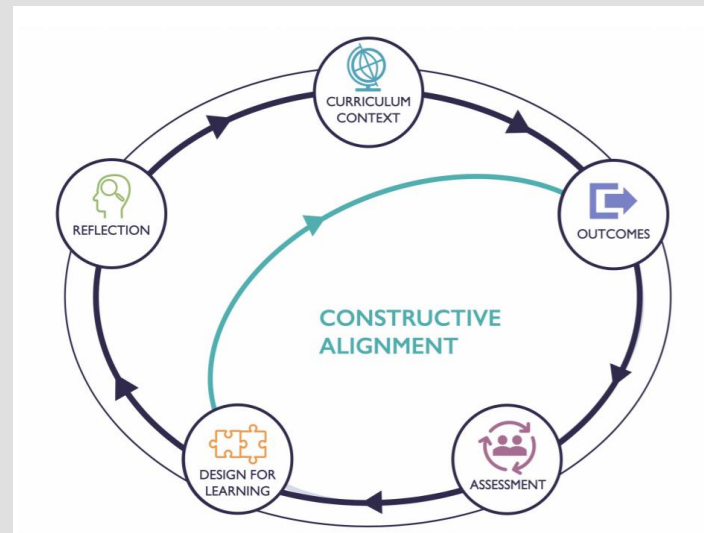 CURRICULUM
CONTEXT
OUTCOMES
ASSESSMENT
DESIGN FOR
LEARNING
REFLECTION
CONSTRUCTIVE
ALIGNMENT